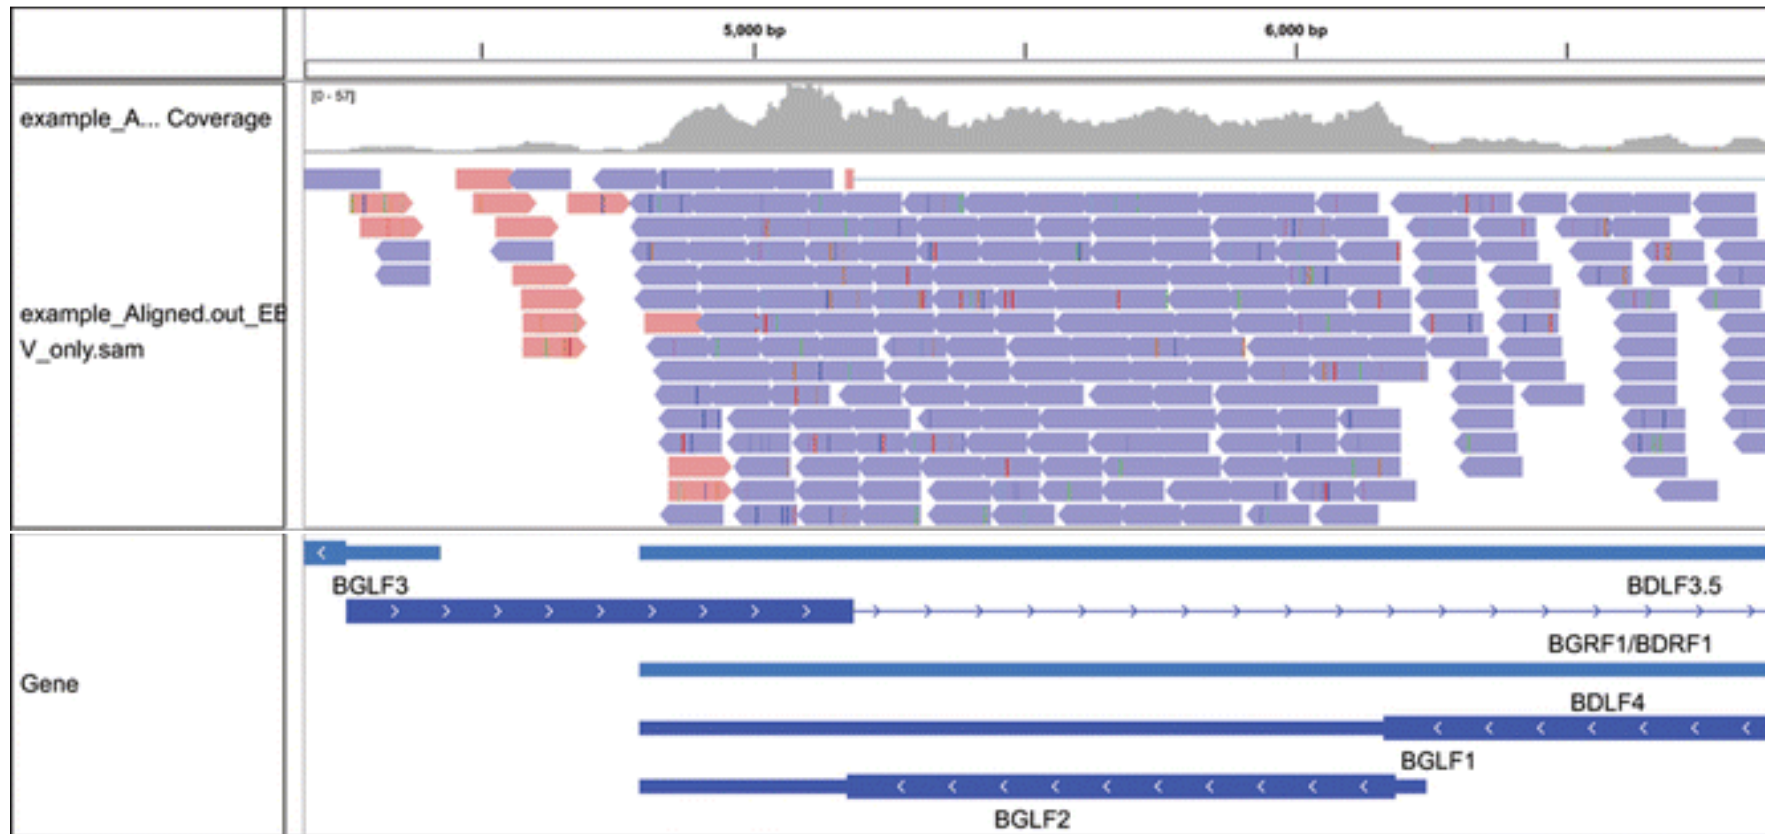 5,000 bp 6,000 bp
[0 - 57]
example_A... Coverage
example_Aligned.out_EB
V_only.sam
BGLF3 BDLF3.5
BGRF1/BDRF1
Gene
BDLF4
BGLF1
BGLF2